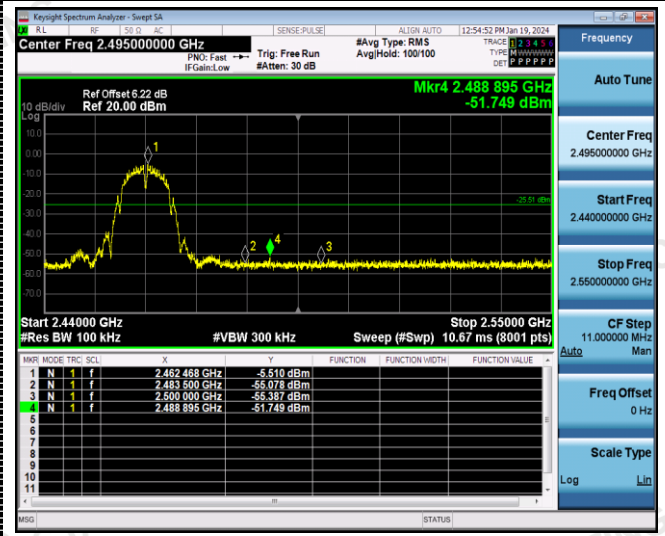 Keysight Spectrum Analyzer - Swept SA
RL RF 50 Ω AC SENSE:PULSE ALIGN AUTO 12:54:52 PM Jan 19, 2024
Center Freq 2.495000000 GHz
PNO: Fast
IFGain:Low
Trig: Free Run
#Atten: 30 dB
#Avg Type: RMS
Avg|Hold: 100/100
TRACE 1 2 3 4 5 6
TYPE M W W W W W
DET P P P P P P
Frequency
Auto Tune
Center Freq
2.495000000 GHz
Start Freq
2.440000000 GHz
Stop Freq
2.550000000 GHz
CF Step
11.000000 MHz
Auto Man
Freq Offset
0 Hz
Scale Type
Log Lin
Mkr4 2.488 895 GHz
-51.749 dBm
Ref Offset 6.22 dB
10 dB/div Ref 20.00 dBm
Log
10.0
0.00
-10.0
-20.0
-30.0
-40.0
-50.0
-60.0
-70.0
1
2
4
3
-25.51 dBm
Start 2.44000 GHz Stop 2.55000 GHz
#Res BW 100 kHz #VBW 300 kHz Sweep (#Swp) 10.67 ms (8001 pts)
MKR MODE TRC SCL X Y FUNCTION FUNCTION WIDTH FUNCTION VALUE
1 N 1 f 2.462 468 GHz -5.510 dBm
2 N 1 f 2.483 500 GHz -55.078 dBm
3 N 1 f 2.500 000 GHz -55.387 dBm
4 N 1 f 2.488 895 GHz -51.749 dBm
5
6
7
8
9
10
11
MSG STATUS